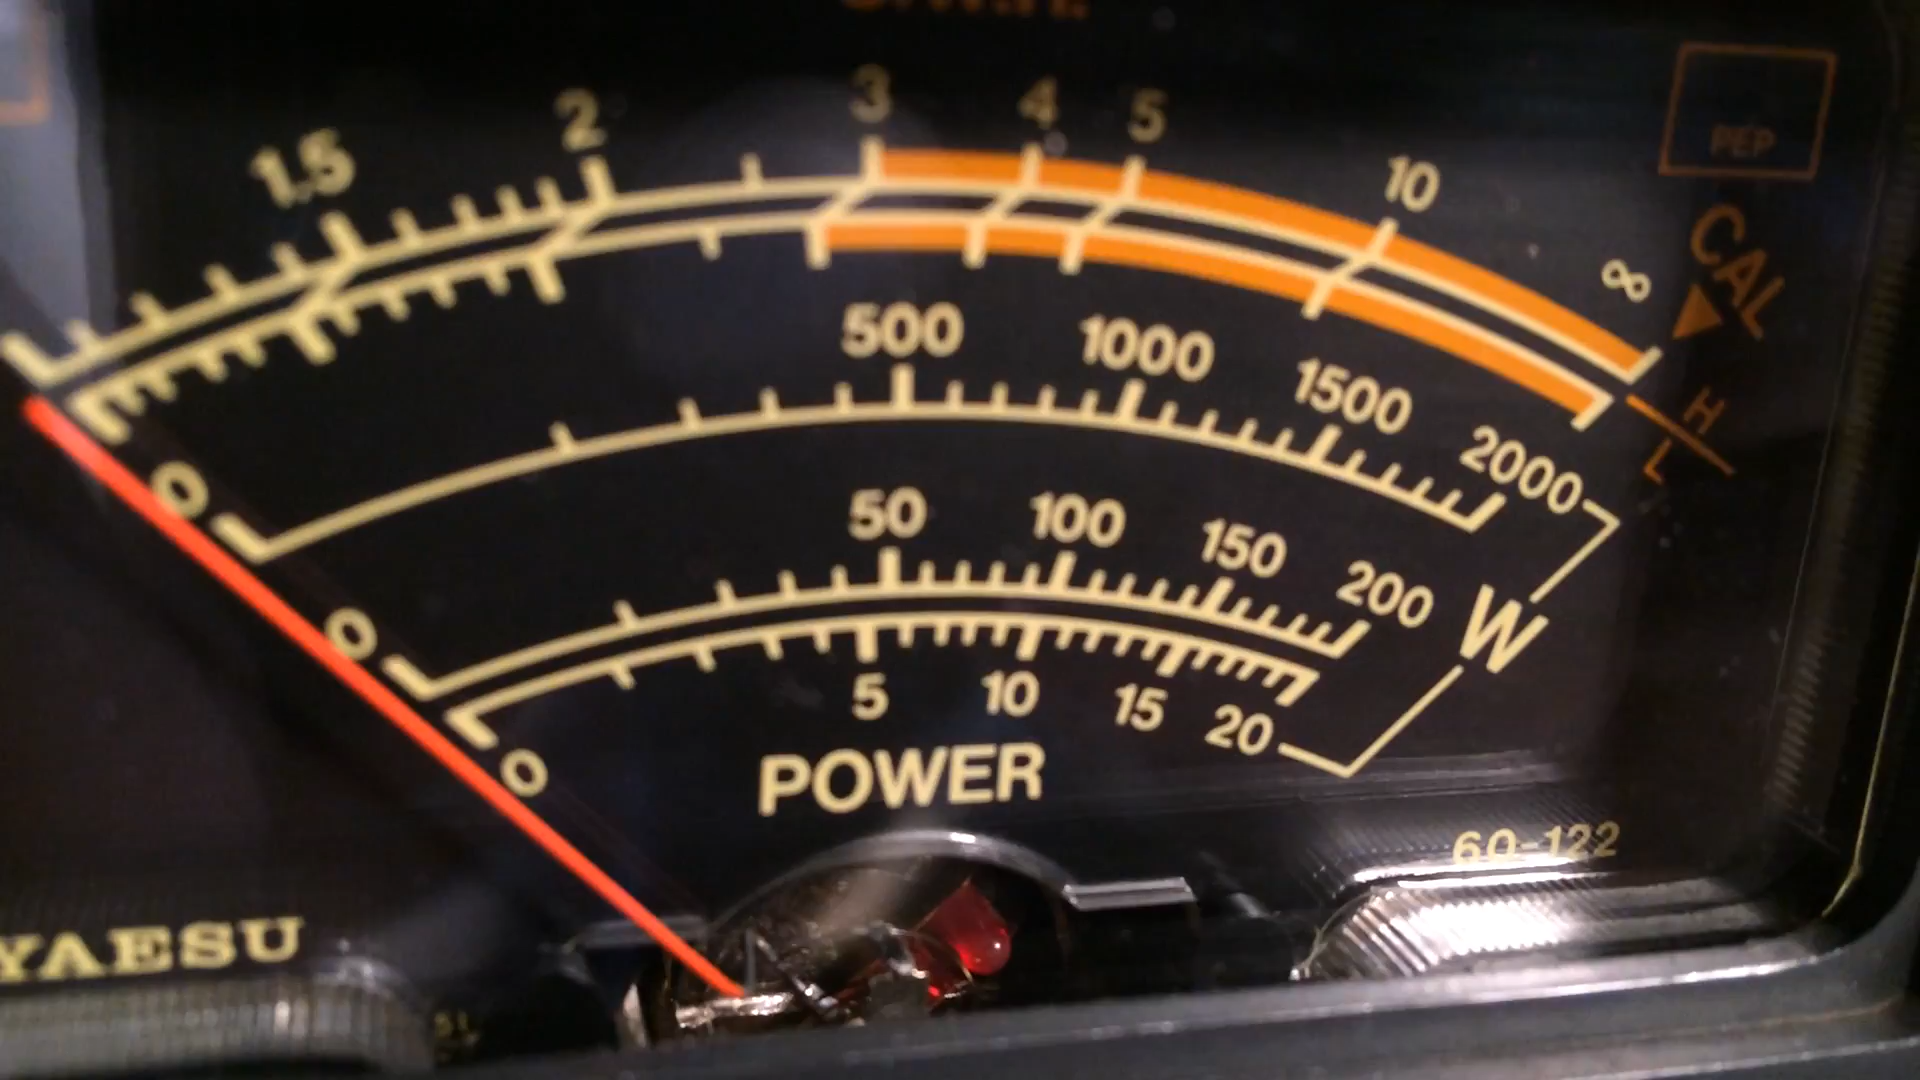 1.5 2 3 4 5 10 ∞
PEP
CAL
H
L
0 500 1000 1500 2000
0 50 100 150 200
W
0 5 10 15 20
POWER
60-122
YAESU